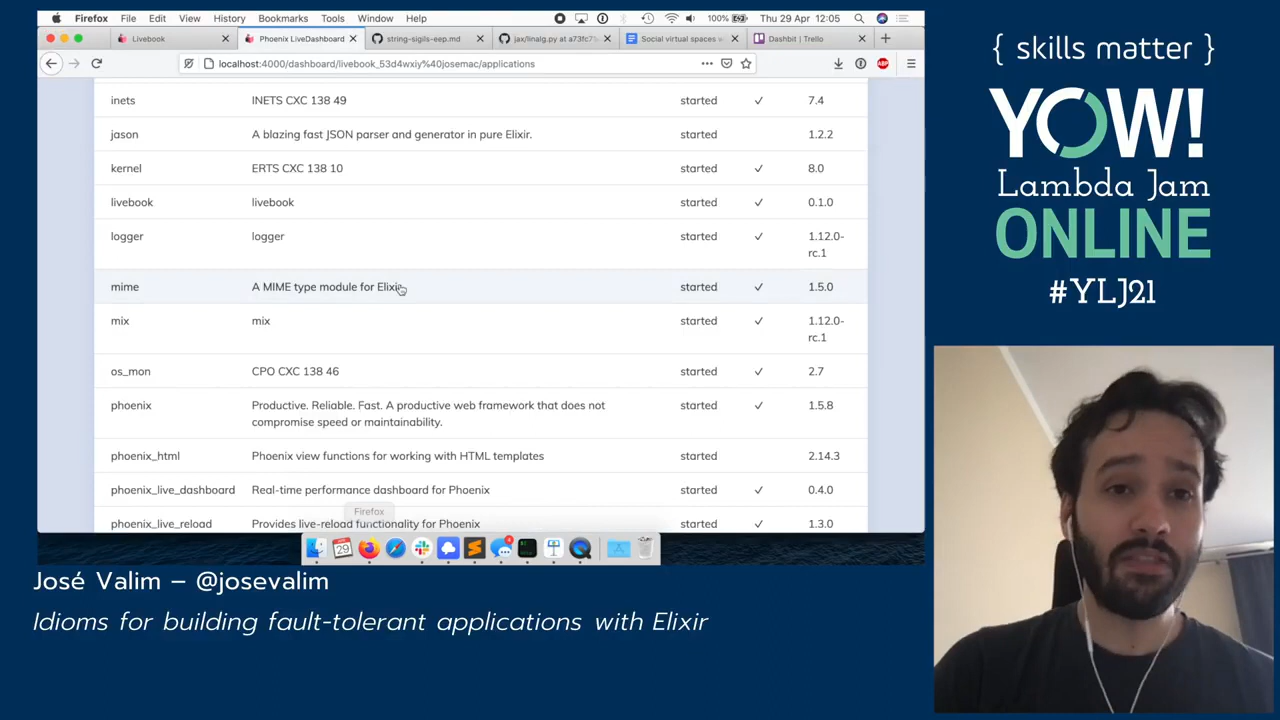 Firefox File Edit View History Bookmarks Tools Window Help 100% Thu 29 Apr 12:05
Livebook Phoenix LiveDashboard string-sigils-eep.md jax/linalg.py at a73fc71 Social virtual spaces w Dashbit | Trello
localhost:4000/dashboard/livebook_53d4wxiy%40josemac/applications
inets INETS CXC 138 49 started ✓ 7.4
jason A blazing fast JSON parser and generator in pure Elixir. started 1.2.2
kernel ERTS CXC 138 10 started ✓ 8.0
livebook livebook started ✓ 0.1.0
logger logger started ✓ 1.12.0-
rc.1
mime A MIME type module for Elixir started ✓ 1.5.0
mix mix started ✓ 1.12.0-
rc.1
os_mon CPO CXC 138 46 started ✓ 2.7
phoenix Productive. Reliable. Fast. A productive web framework that does not started ✓ 1.5.8
compromise speed or maintainability.
phoenix_html Phoenix view functions for working with HTML templates started 2.14.3
phoenix_live_dashboard Real-time performance dashboard for Phoenix started ✓ 0.4.0
Firefox
phoenix_live_reload Provides live-reload functionality for Phoenix started ✓ 1.3.0
29
José Valim – @josevalim
Idioms for building fault-tolerant applications with Elixir
{ skills matter }
YOW!
Lambda Jam
ONLINE
#YLJ21